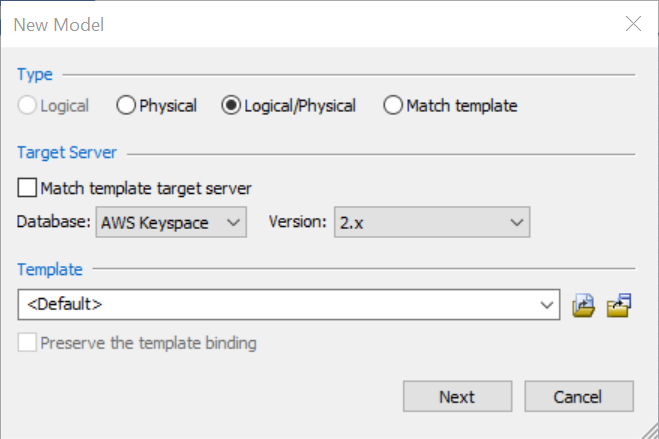 New Model
Type
Logical Physical Logical/Physical Match template
Target Server
Match template target server
Database: AWS Keyspace Version: 2.x
Template
<Default>
Preserve the template binding
Next Cancel